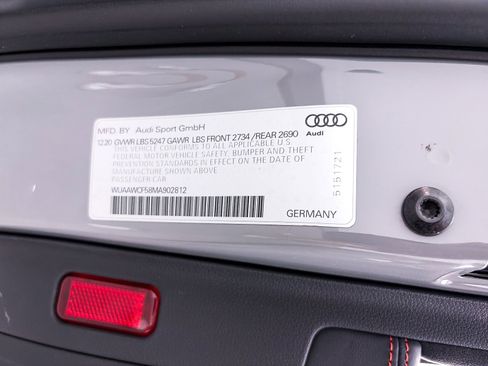 MFD. BY Audi Sport GmbH
12.20 GVWR LBS 5247 GAWR LBS FRONT 2734 /REAR 2690
THIS VEHICLE CONFORMS TO ALL APPLICABLE U.S.
FEDERAL MOTOR VEHICLE SAFETY, BUMPER, AND THEFT
PREVENTION STANDARDS IN EFFECT ON THE DATE OF
MANUFACTURE SHOWN ABOVE
PASSENGER CAR
WUAAWCF58MA902812
Audi
5151721
GERMANY